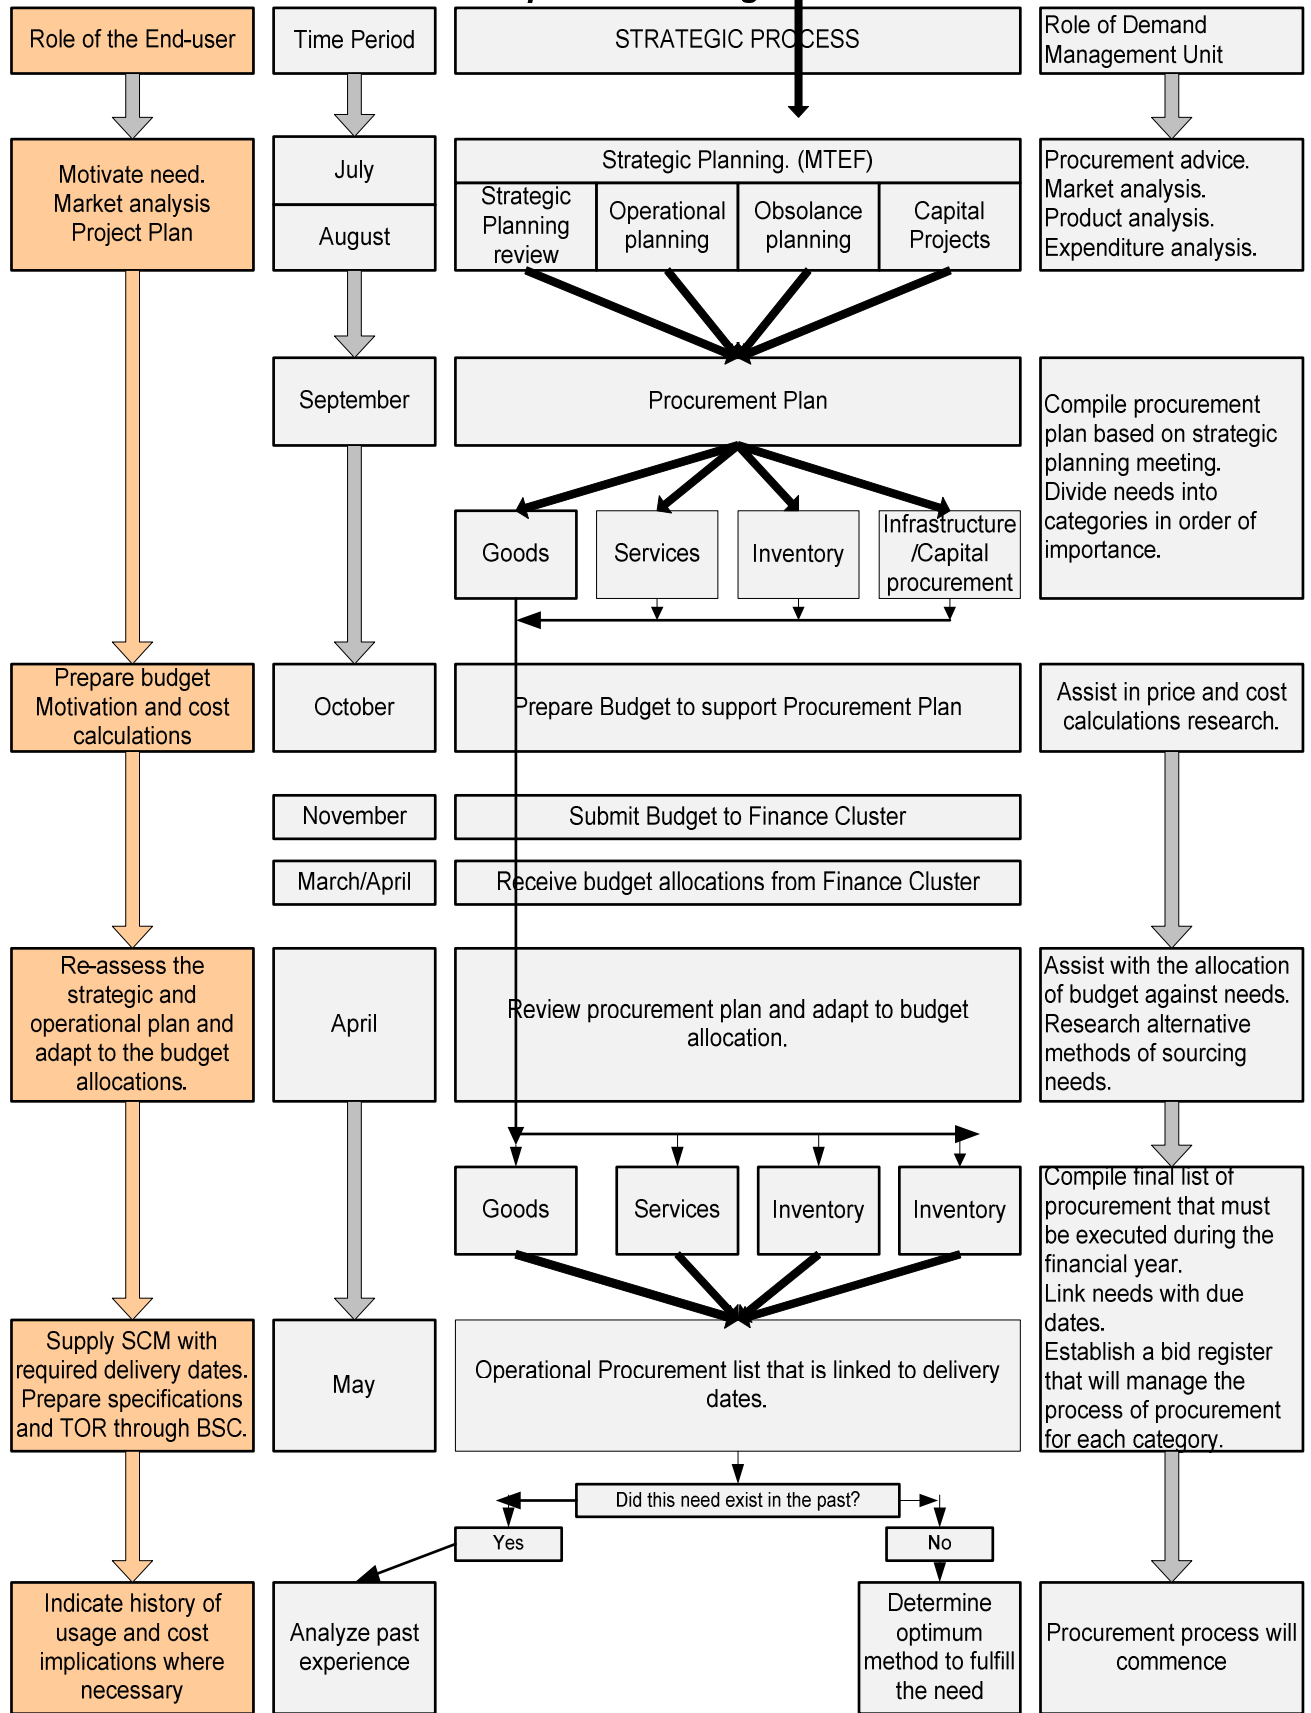 Role of the End-user
Time Period
STRATEGIC PROCESS
Role of Demand
Management Unit
Motivate need.
Market analysis
Project Plan
July
August
Strategic Planning. (MTEF)
Strategic
Planning
review
Operational
planning
Obsolance
planning
Capital
Projects
Procurement advice.
Market analysis.
Product analysis.
Expenditure analysis.
September
Procurement Plan
Compile procurement
plan based on strategic
planning meeting.
Divide needs into
categories in order of
importance.
Goods
Services
Inventory
Infrastructure
/Capital
procurement
Prepare budget
Motivation and cost
calculations
October
Prepare Budget to support Procurement Plan
Assist in price and cost
calculations research.
November
Submit Budget to Finance Cluster
March/April
Receive budget allocations from Finance Cluster
Re-assess the
strategic and
operational plan and
adapt to the budget
allocations.
April
Review procurement plan and adapt to budget
allocation.
Assist with the allocation
of budget against needs.
Research alternative
methods of sourcing
needs.
Goods
Services
Inventory
Inventory
Compile final list of
procurement that must
be executed during the
financial year.
Link needs with due
dates.
Establish a bid register
that will manage the
process of procurement
for each category.
Supply SCM with
required delivery dates.
Prepare specifications
and TOR through BSC.
May
Operational Procurement list that is linked to delivery
dates.
Did this need exist in the past?
Yes
No
Indicate history of
usage and cost
implications where
necessary
Analyze past
experience
Determine
optimum
method to fulfill
the need
Procurement process will
commence